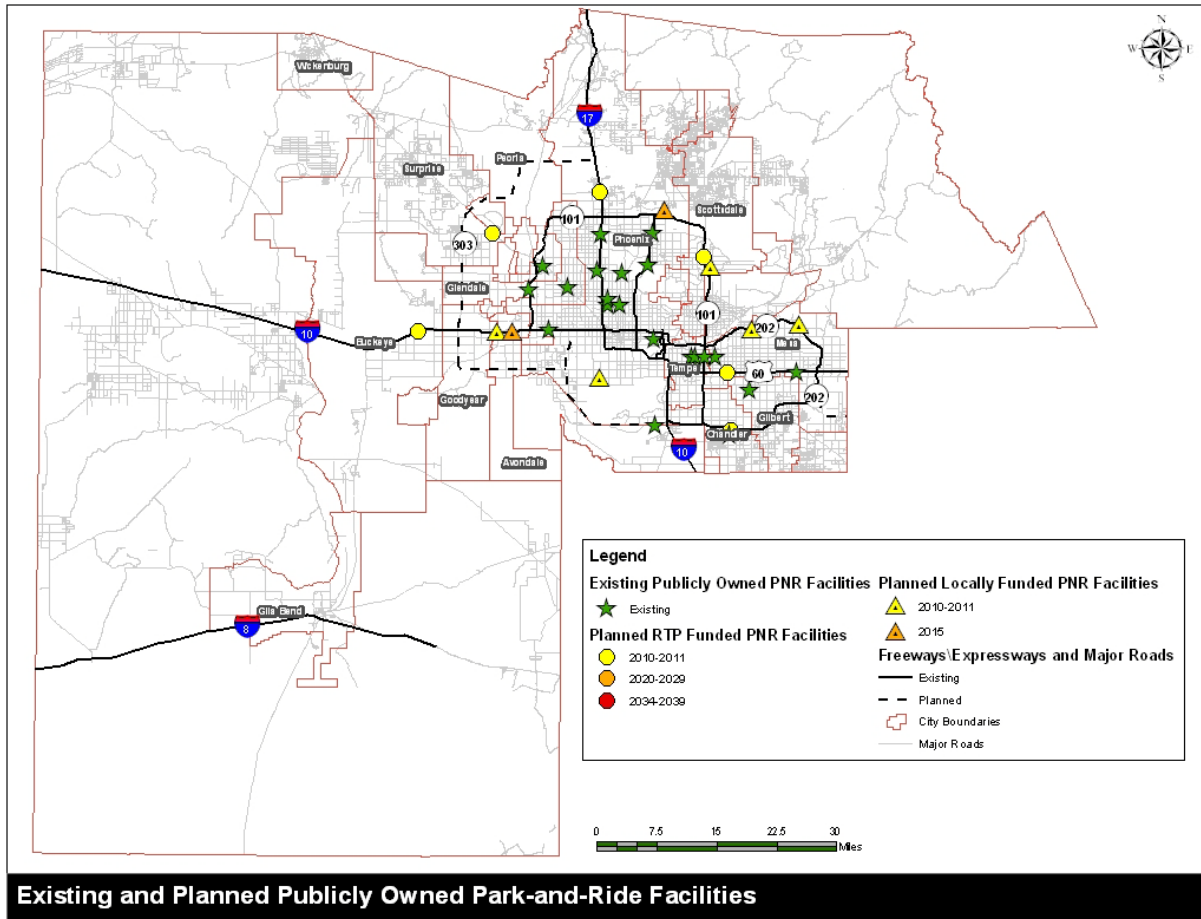 N
W E
S
Wickenburg
17
Peoria
Surprise
Scottsdale
101
Phoenix
303
Glendale
101
10
202
Buckeye
Mesa
Tempe
60
Goodyear
202
Gilbert
Chandler
10
Avondale
Gila Bend
8
Legend
Existing Publicly Owned PNR Facilities
Existing
Planned RTP Funded PNR Facilities
2010-2011
2020-2029
2034-2039
Planned Locally Funded PNR Facilities
2010-2011
2015
Freeways\Expressways and Major Roads
Existing
Planned
City Boundaries
Major Roads
0 7.5 15 22.5 30
Miles
Existing and Planned Publicly Owned Park-and-Ride Facilities